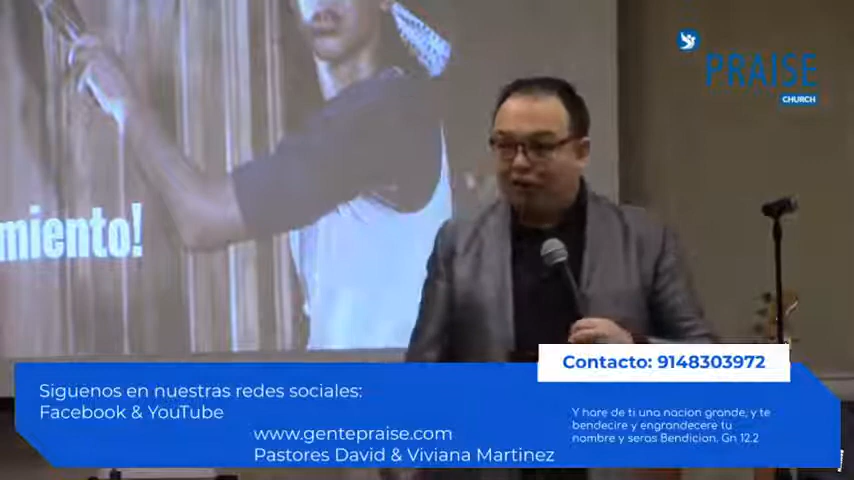 PRAISE
CHURCH
miento!
Contacto: 9148303972
Siguenos en nuestras redes sociales:
Facebook & YouTube
www.gentepraise.com
Pastores David & Viviana Martinez
Y hare de ti una nacion grande, y te
bendecire y engrandecere tu
nombre y seras Bendicion. Gn 12.2